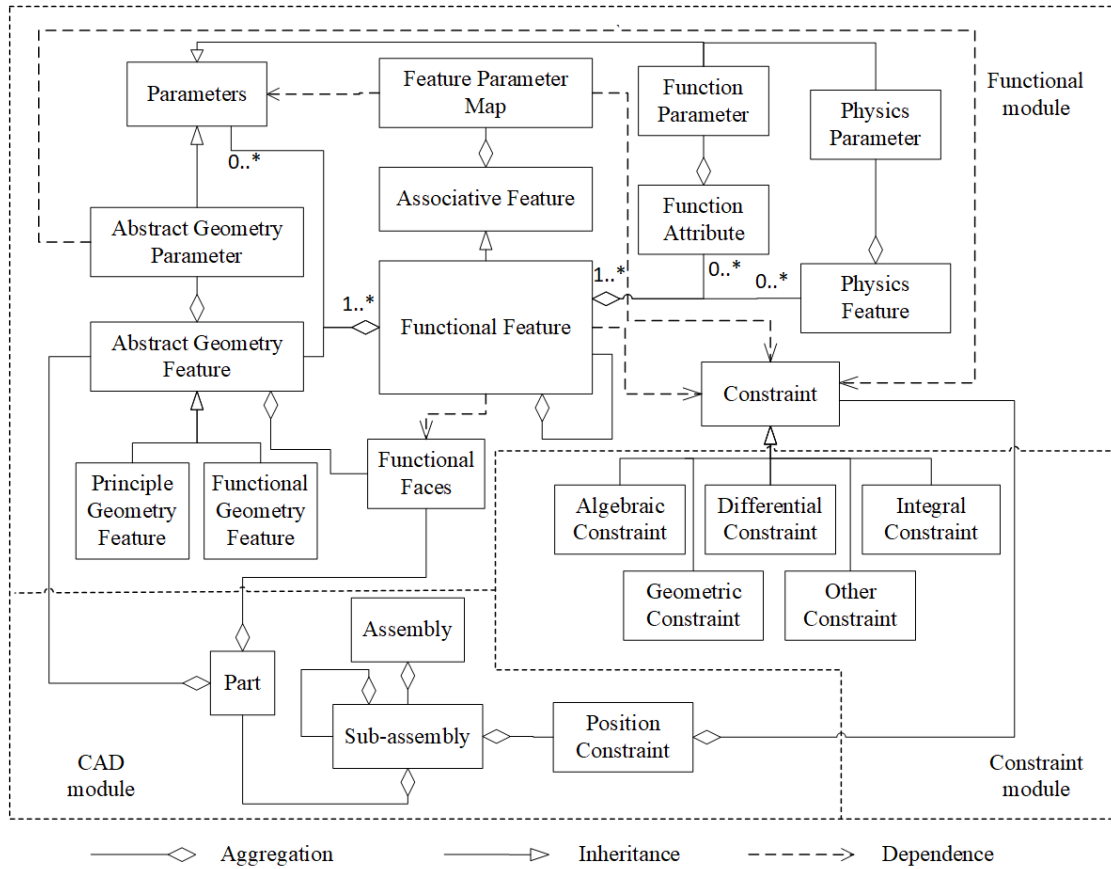 Parameters
Feature Parameter
Map
Function
Parameter
Physics
Parameter
Functional
module
0..*
Associative Feature
Function
Attribute
Abstract Geometry
Parameter
1..*
0..*
0..*
Physics
Feature
1..*
Functional Feature
Abstract Geometry
Feature
Constraint
Functional
Faces
Principle
Geometry
Feature
Functional
Geometry
Feature
Algebraic
Constraint
Differential
Constraint
Integral
Constraint
Geometric
Constraint
Other
Constraint
Assembly
Part
Sub-assembly
Position
Constraint
CAD
module
Constraint
module
Aggregation
Inheritance
Dependence